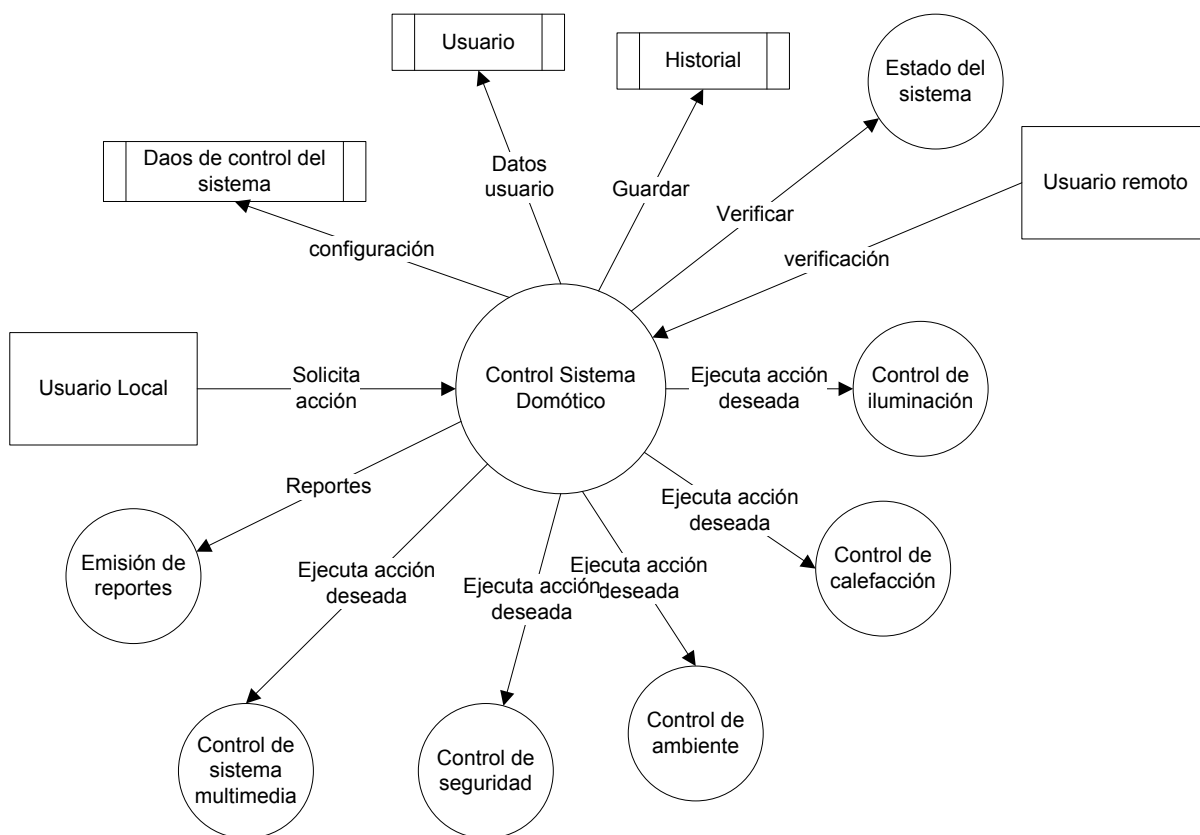 Usuario
Historial
Estado del
sistema
Daos de control del
sistema
Datos
usuario
Guardar
Verificar
Usuario remoto
configuración
verificación
Usuario Local
Solicita
acción
Control Sistema
Domótico
Ejecuta acción
deseada
Control de
iluminación
Reportes
Ejecuta acción
deseada
Emisión de
reportes
Ejecuta acción
deseada
Ejecuta acción
deseada
Ejecuta acción
deseada
Control de
calefacción
Control de
sistema
multimedia
Control de
seguridad
Control de
ambiente